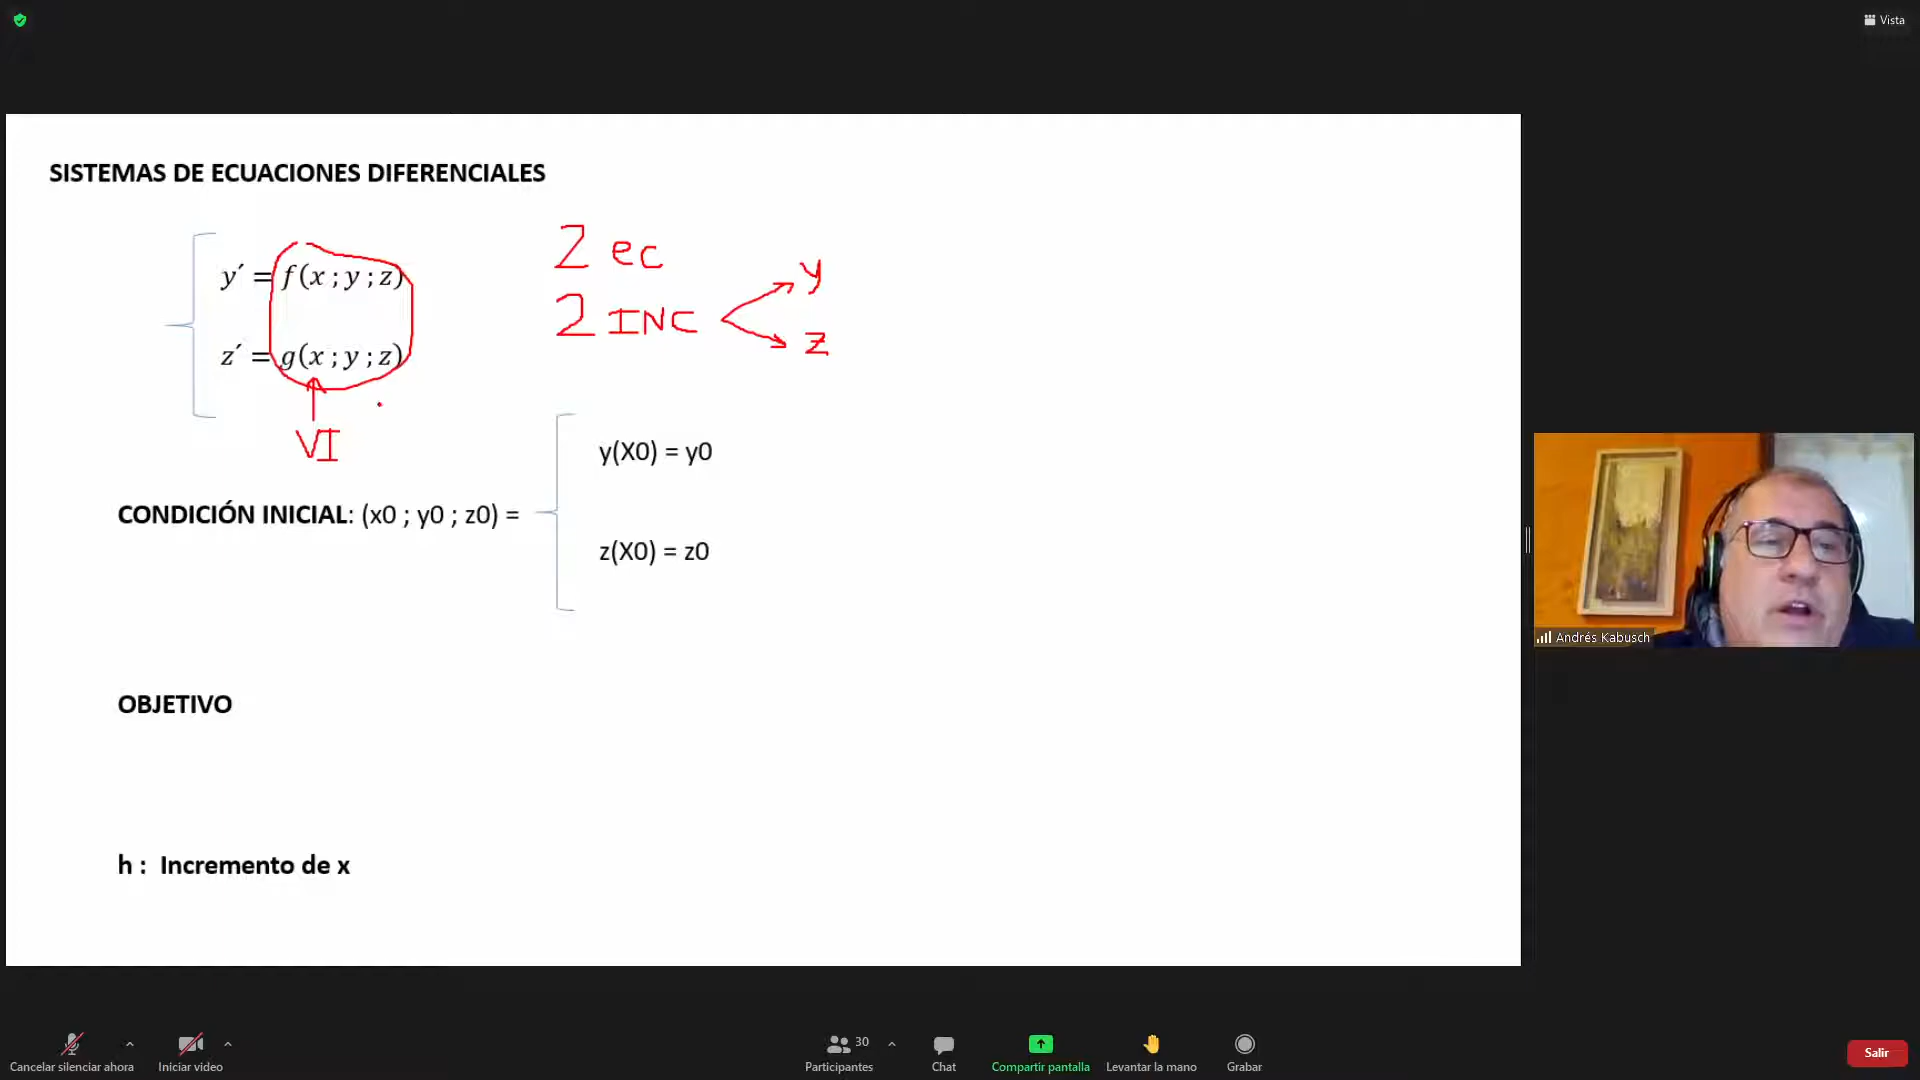 Vista
SISTEMAS DE ECUACIONES DIFERENCIALES
y´ = f(x ; y ; z)
z´ = g(x ; y ; z)
2 ec
2 INC
y
z
VI
y(X0) = y0
CONDICIÓN INICIAL: (x0 ; y0 ; z0) =
z(X0) = z0
OBJETIVO
h : Incremento de x
Andrés Kabusch
Cancelar silenciar ahora
Iniciar video
30
Participantes
Chat
Compartir pantalla
Levantar la mano
Grabar
Salir